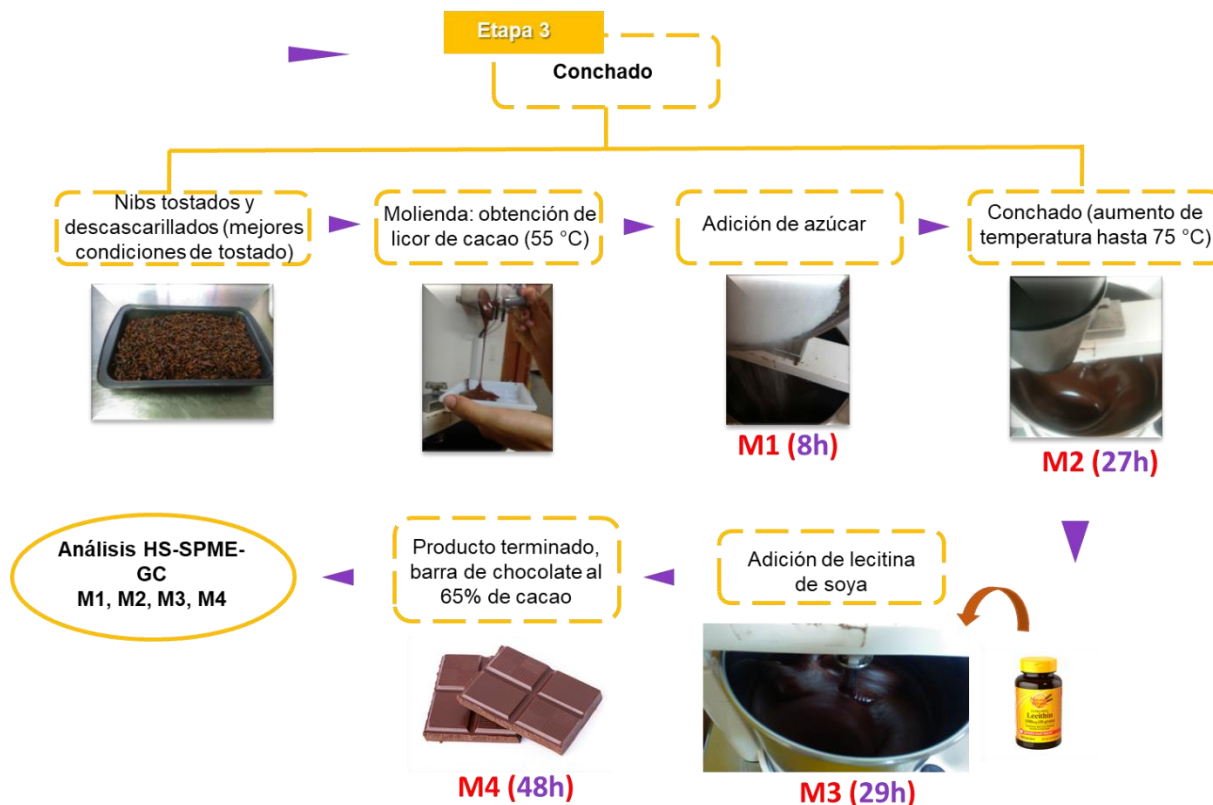 Etapa 3
Conchado
Nibs tostados y
descascarillados (mejores
condiciones de tostado)
Molienda: obtención de
licor de cacao (55 °C)
Adición de azúcar
Conchado (aumento de
temperatura hasta 75 °C)
M1 (8h)
M2 (27h)
Análisis HS-SPME-
GC
M1, M2, M3, M4
Producto terminado,
barra de chocolate al
65% de cacao
Adición de lecitina
de soya
Lecithin
M4 (48h)
M3 (29h)